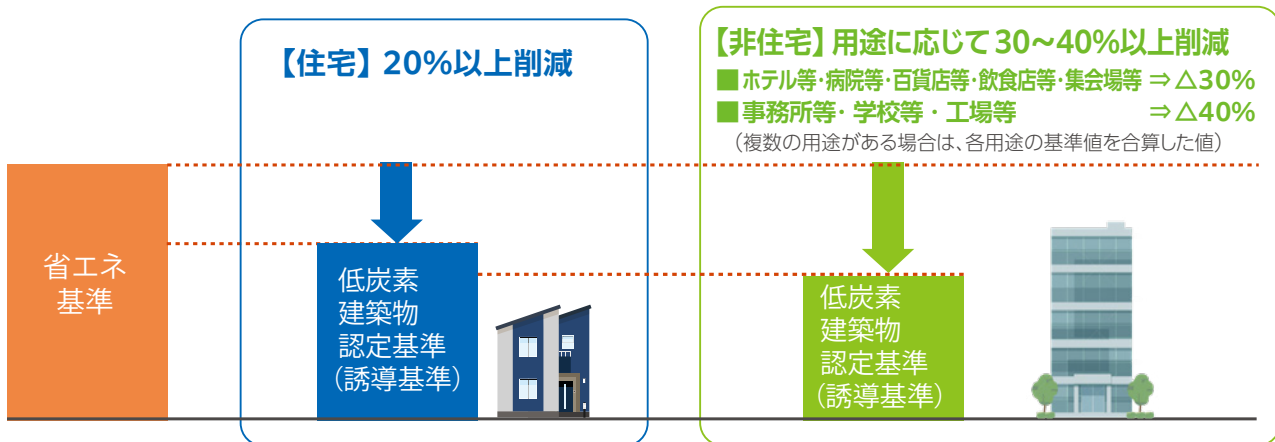 【住宅】20%以上削減
【非住宅】用途に応じて30~40%以上削減
■ホテル等・病院等・百貨店等・飲食店等・集会場等 ⇒△30%
■事務所等・学校等・工場等 ⇒△40%
(複数の用途がある場合は、各用途の基準値を合算した値)
省エネ
基準
低炭素
建築物
認定基準
(誘導基準)
低炭素
建築物
認定基準
(誘導基準)